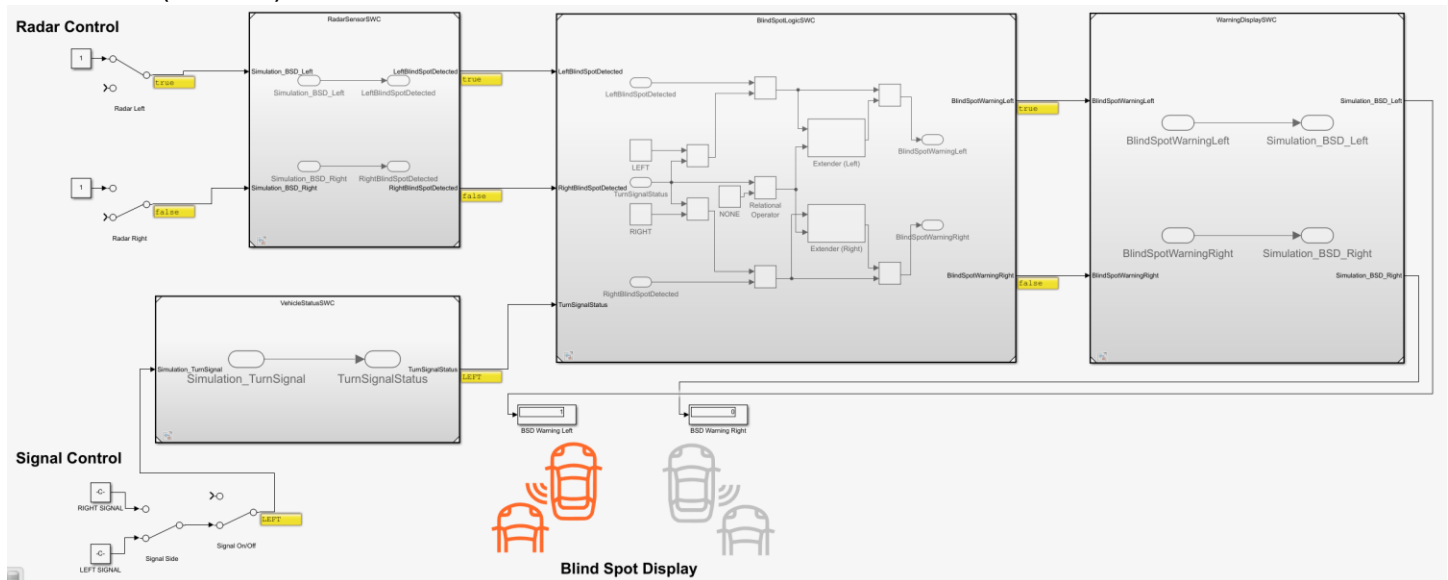 Radar Control
1
true
Radar Left
1
false
Radar Right
RadarSensorSWC
Simulation_BSD_Left
LeftBlindSpotDetected
true
Simulation_BSD_Left
LeftBlindSpotDetected
Simulation_BSD_Right
RightBlindSpotDetected
Simulation_BSD_Right
RightBlindSpotDetected
false
BlindSpotLogicSWC
LeftBlindSpotDetected
LeftBlindSpotDetected
BlindSpotWarningLeft
true
Extender (Left)
BlindSpotWarningLeft
LEFT
RightBlindSpotDetected
TurnSignalStatus
NONE
Relational
Operator
RIGHT
Extender (Right)
BlindSpotWarningRight
BlindSpotWarningRight
false
RightBlindSpotDetected
TurnSignalStatus
WarningDisplaySWC
BlindSpotWarningLeft
Simulation_BSD_Left
BlindSpotWarningLeft
Simulation_BSD_Left
BlindSpotWarningRight
Simulation_BSD_Right
BlindSpotWarningRight
Simulation_BSD_Right
VehicleStatusSWC
Simulation_TurnSignal
TurnSignalStatus
LEFT
Simulation_TurnSignal
TurnSignalStatus
Signal Control
-C-
RIGHT SIGNAL
-C-
LEFT SIGNAL
Signal Side
Signal On/Off
LEFT
1
BSD Warning Left
0
BSD Warning Right
Blind Spot Display